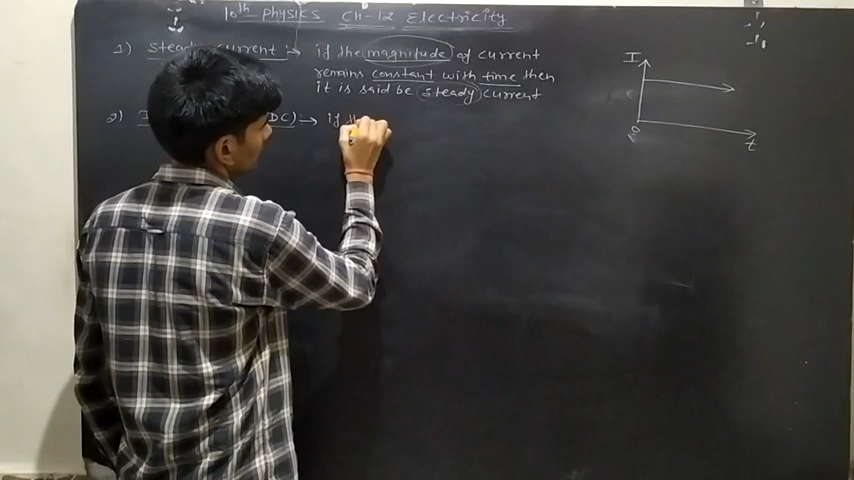 10th Physics Ch-12 Electricity
1) Steady current :→ if the magnitude of current
remains constant with time then
it is said be steady current
2) DC) → if
I
0
t